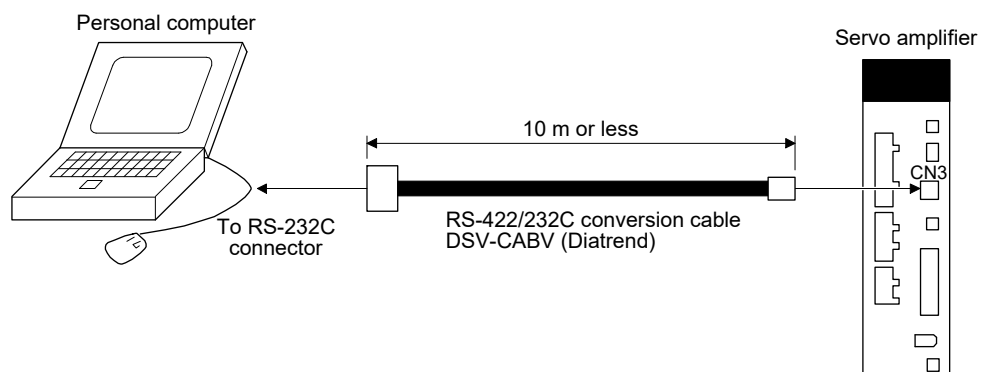 Personal computer
Servo amplifier
10 m or less
CN3
To RS-232C
connector
RS-422/232C conversion cable
DSV-CABV (Diatrend)